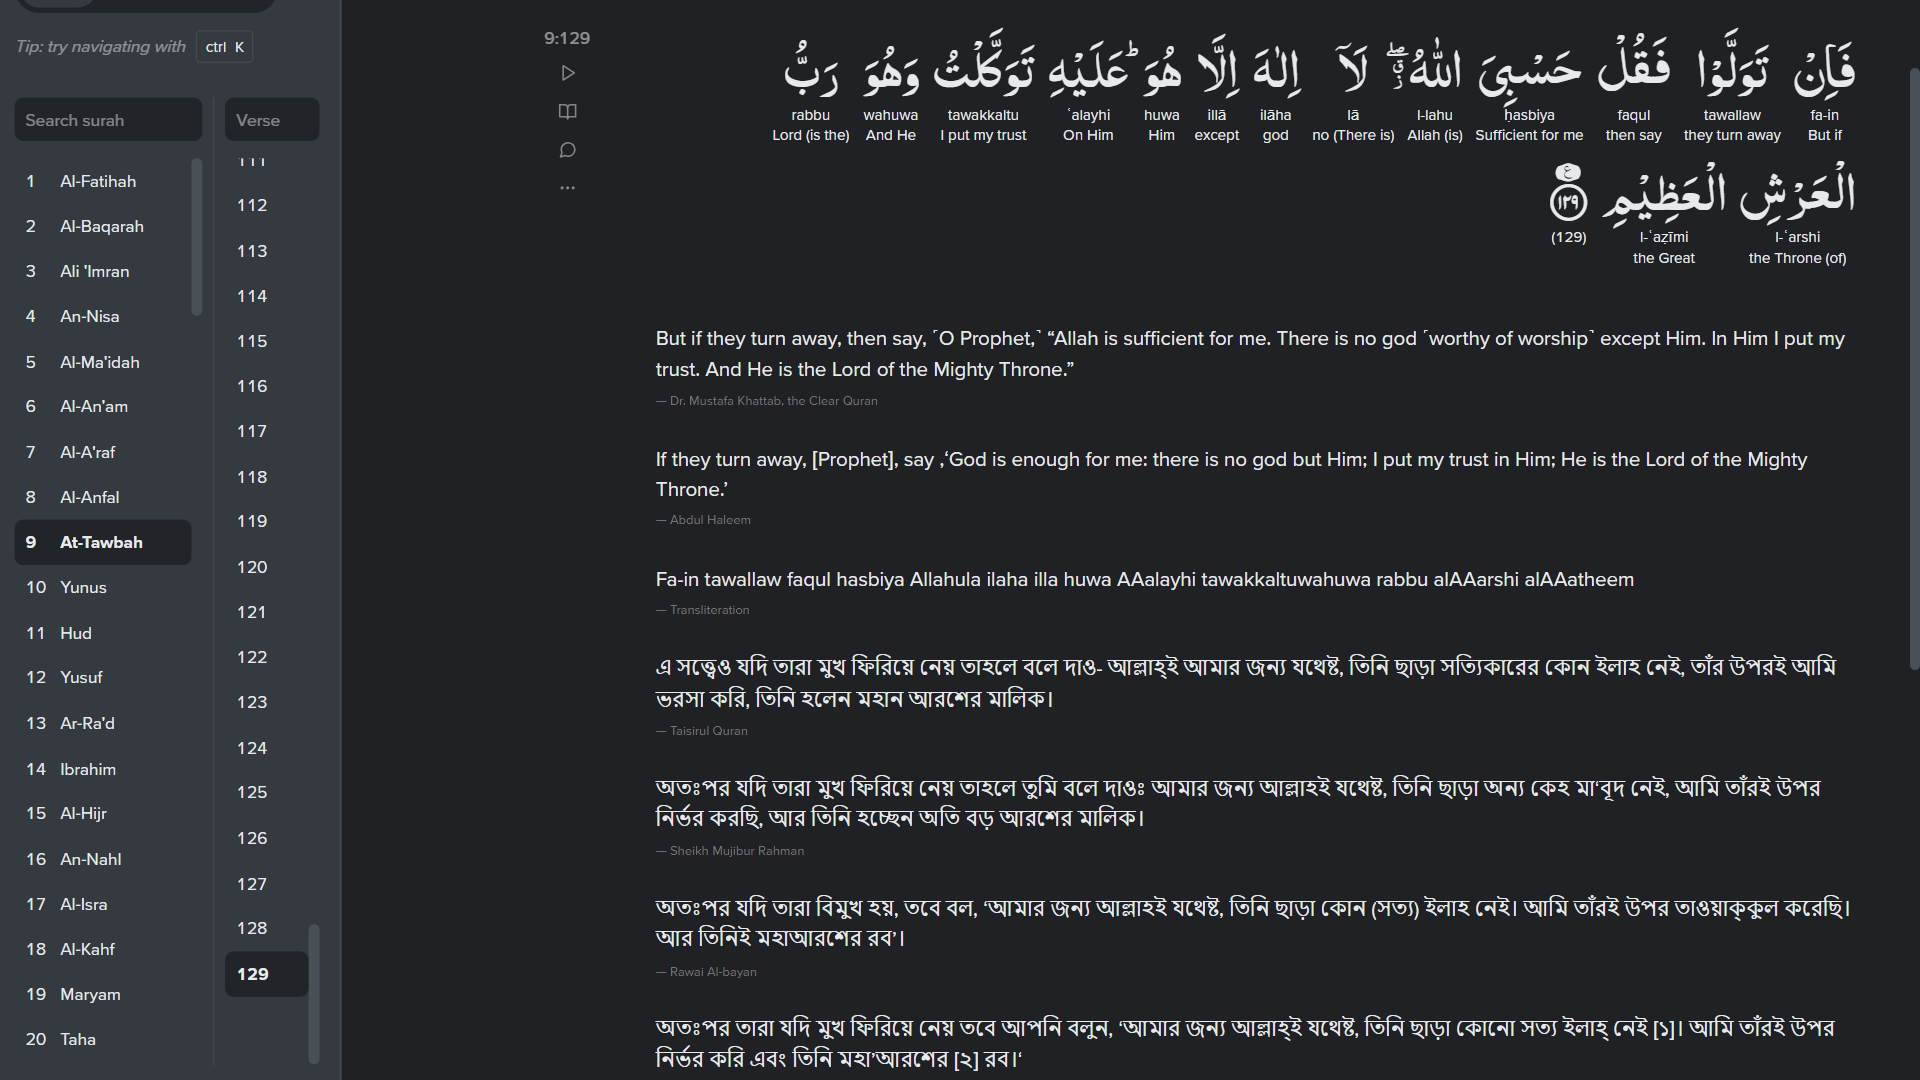 Tip: try navigating with ctrl K
Search surah
Verse
1 Al-Fatihah
2 Al-Baqarah
3 Ali 'Imran
4 An-Nisa
5 Al-Ma'idah
6 Al-An'am
7 Al-A'raf
8 Al-Anfal
9 At-Tawbah
10 Yunus
11 Hud
12 Yusuf
13 Ar-Ra'd
14 Ibrahim
15 Al-Hijr
16 An-Nahl
17 Al-Isra
18 Al-Kahf
19 Maryam
20 Taha
111
112
113
114
115
116
117
118
119
120
121
122
123
124
125
126
127
128
129
9:129
فَاِنْ تَوَلَّوْا فَقُلْ حَسْبِیَ اللّٰهُ ۖؗ لَاۤ اِلٰهَ اِلَّا هُوَ ؕ عَلَیْهِ تَوَكَّلْتُ وَهُوَ رَبُّ
rabbu wahuwa tawakkaltu ʿalayhi huwa illā ilāha lā l-lahu ḥasbiya faqul tawallaw fa-in
Lord (is the) And He I put my trust On Him Him except god no (There is) Allah (is) Sufficient for me then say they turn away But if
الْعَرْشِ الْعَظِیْمِ ۧ ١٢٩
(129) l-ʿaẓīmi l-ʿarshi
the Great the Throne (of)
But if they turn away, then say, ˹O Prophet,˺ “Allah is sufficient for me. There is no god ˹worthy of worship˺ except Him. In Him I put my
trust. And He is the Lord of the Mighty Throne.”
— Dr. Mustafa Khattab, the Clear Quran
If they turn away, [Prophet], say ,‘God is enough for me: there is no god but Him; I put my trust in Him; He is the Lord of the Mighty
Throne.’
— Abdul Haleem
Fa-in tawallaw faqul hasbiya Allahula ilaha illa huwa AAalayhi tawakkaltuwahuwa rabbu alAAarshi alAAatheem
— Transliteration
এ সত্ত্বেও যদি তারা মুখ ফিরিয়ে নেয় তাহলে বলে দাও- আল্লাহ্ই আমার জন্য যথেষ্ট, তিনি ছাড়া সত্যিকারের কোন ইলাহ নেই, তাঁর উপরই আমি
ভরসা করি, তিনি হলেন মহান আরশের মালিক।
— Taisirul Quran
অতঃপর যদি তারা মুখ ফিরিয়ে নেয় তাহলে তুমি বলে দাওঃ আমার জন্য আল্লাহই যথেষ্ট, তিনি ছাড়া অন্য কেহ মা‘বূদ নেই, আমি তাঁরই উপর
নির্ভর করছি, আর তিনি হচ্ছেন অতি বড় আরশের মালিক।
— Sheikh Mujibur Rahman
অতঃপর যদি তারা বিমুখ হয়, তবে বল, ‘আমার জন্য আল্লাহই যথেষ্ট, তিনি ছাড়া কোন (সত্য) ইলাহ নেই। আমি তাঁরই উপর তাওয়াক্কুল করেছি।
আর তিনিই মহাআরশের রব’।
— Rawai Al-bayan
অতঃপর তারা যদি মুখ ফিরিয়ে নেয় তবে আপনি বলুন, ‘আমার জন্য আল্লাহ্ই যথেষ্ট, তিনি ছাড়া কোনো সত্য ইলাহ্ নেই [১]। আমি তাঁরই উপর
নির্ভর করি এবং তিনি মহা’আরশের [২] রব।‘